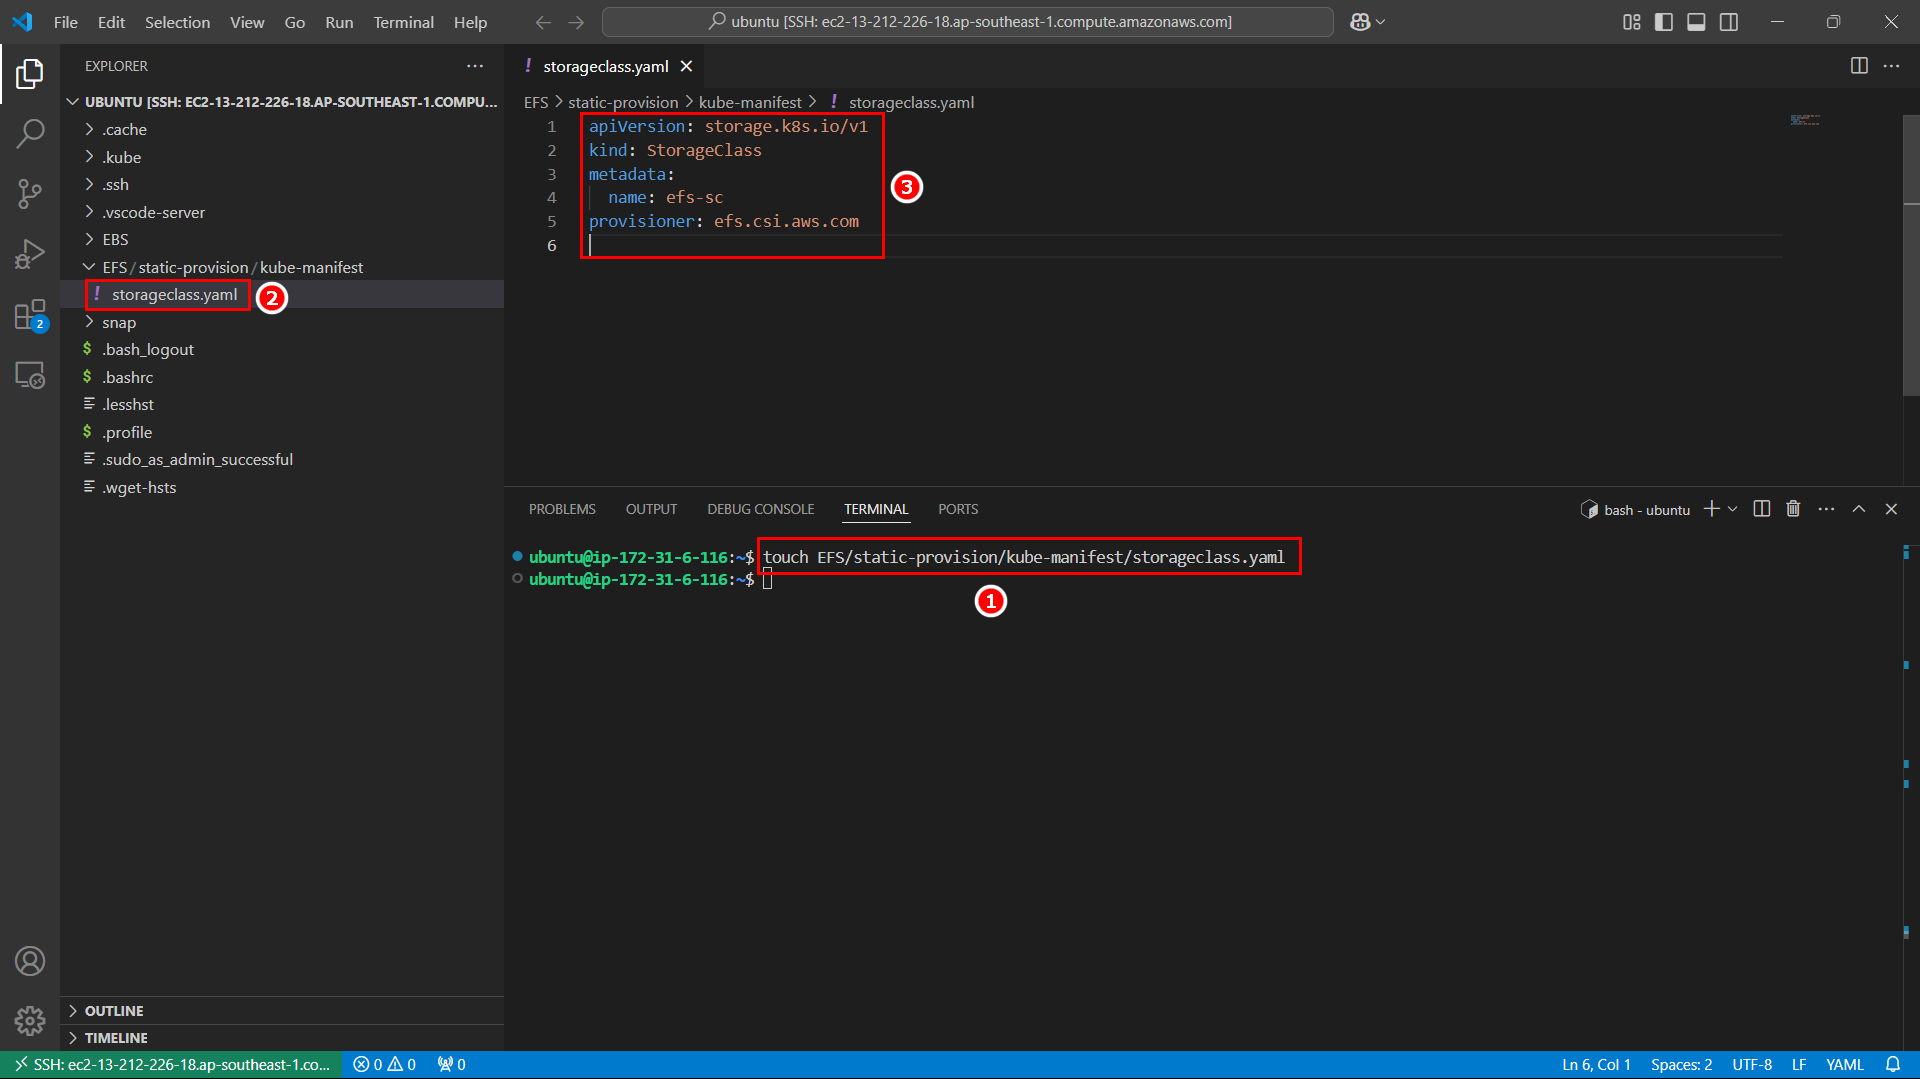 File Edit Selection View Go Run Terminal Help
ubuntu [SSH: ec2-13-212-226-18.ap-southeast-1.compute.amazonaws.com]
EXPLORER
UBUNTU [SSH: EC2-13-212-226-18.AP-SOUTHEAST-1.COMPU...
.cache
.kube
.ssh
.vscode-server
EBS
EFS/static-provision/kube-manifest
! storageclass.yaml
2
snap
$ .bash_logout
$ .bashrc
.lesshst
$ .profile
.sudo_as_admin_successful
.wget-hsts
2
OUTLINE
TIMELINE
! storageclass.yaml
EFS > static-provision > kube-manifest > ! storageclass.yaml
1 apiVersion: storage.k8s.io/v1
2 kind: StorageClass
3 metadata:
4   name: efs-sc
5 provisioner: efs.csi.aws.com
6
3
PROBLEMS OUTPUT DEBUG CONSOLE TERMINAL PORTS
bash - ubuntu
ubuntu@ip-172-31-6-116:~$ touch EFS/static-provision/kube-manifest/storageclass.yaml
ubuntu@ip-172-31-6-116:~$
1
SSH: ec2-13-212-226-18.ap-southeast-1.co... 0 0 0
Ln 6, Col 1 Spaces: 2 UTF-8 LF YAML